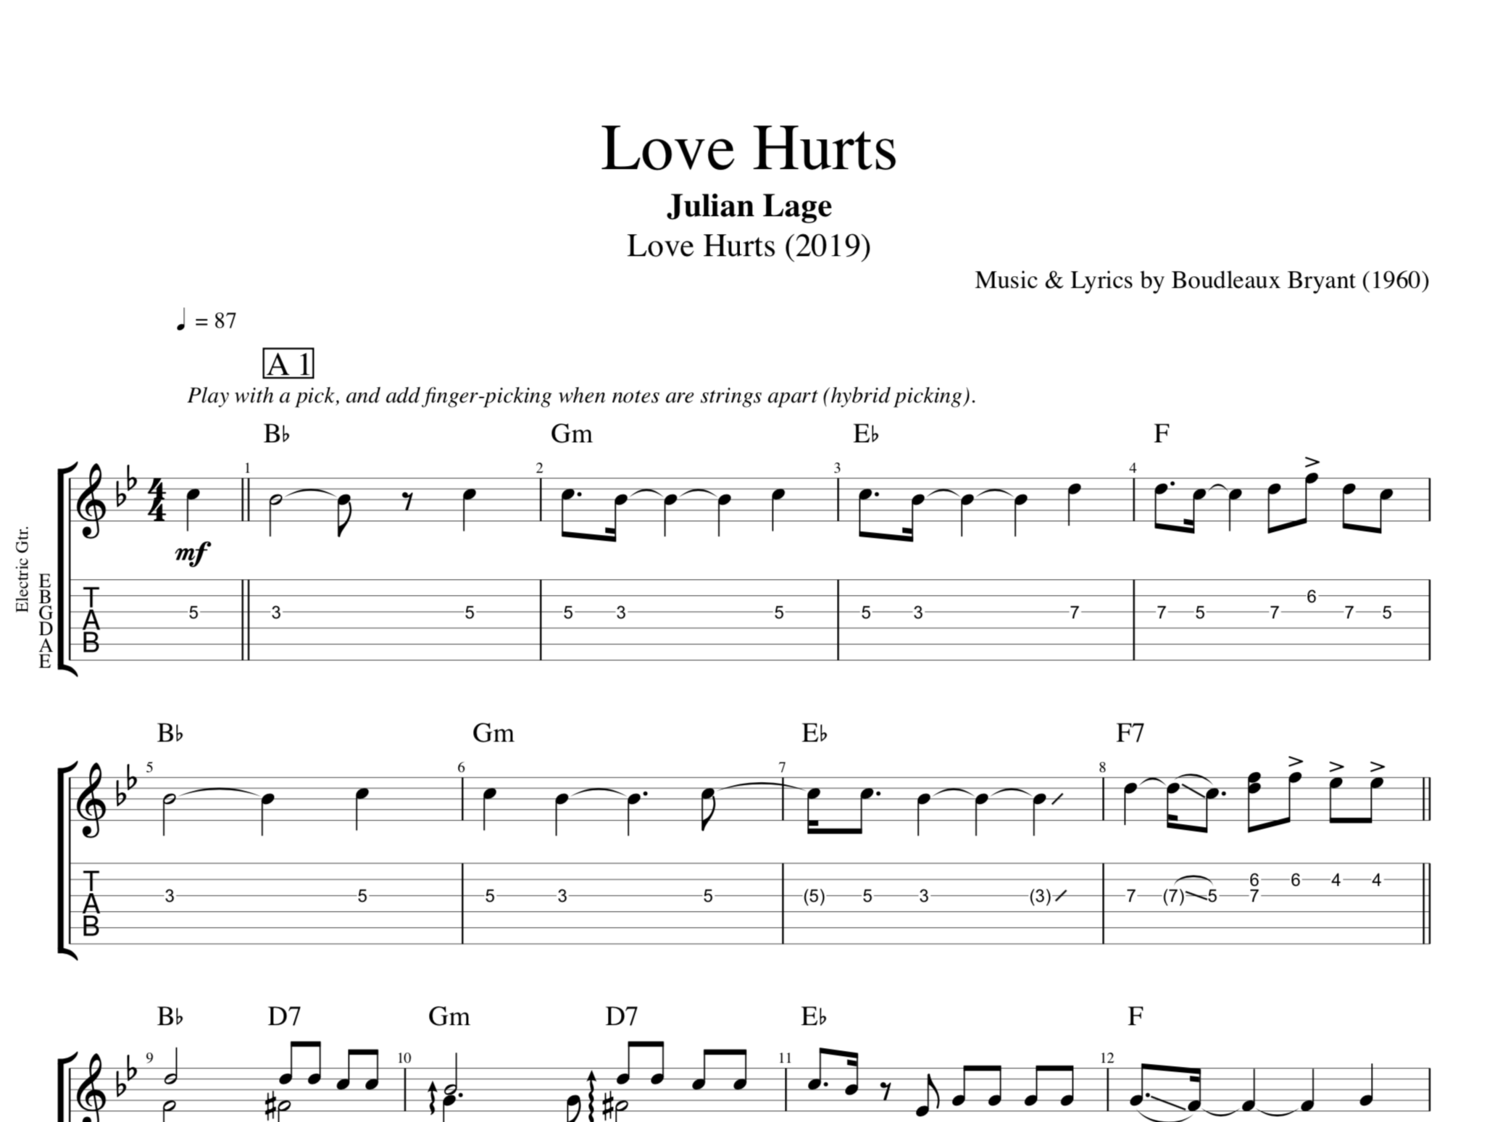 Love Hurts
Julian Lage
Love Hurts (2019)
Music & Lyrics by Boudleaux Bryant (1960)
♩ = 87
A 1
Play with a pick, and add finger-picking when notes are strings apart (hybrid picking).
B♭ Gm E♭ F
1 2 3 4
4
4
mf
Electric Gtr.
E
B
G
D
A
E
T
A
B
6
5 3 5 5 3 5 5 3 7 7 5 7 7 5
B♭ Gm E♭ F7
5 6 7 8
T
A
B
6 6 4 4
3 5 5 3 5 (5) 5 3 (3) 7 (7) 5 7
B♭ D7 Gm D7 E♭ F
9 10 11 12